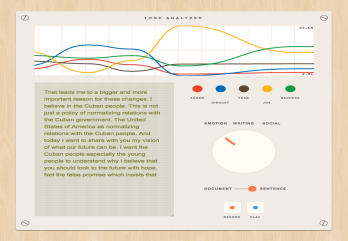 TONE ANALYZER
ANGER
DISGUST
FEAR
JOY
SADNESS
That leads me to a bigger and more
important reason for these changes. I
believe in the Cuban people. This is not
just a policy of normalizing relations with
the Cuban government. The United
States of America as normalizing
relations with the Cuban people. And
today I want to share with you my vision
of what our future can be. I want the
Cuban people especially the young
people to understand why I believe that
you should look to the future with hope.
Not the false promise which insists that
EMOTION WRITING SOCIAL
DOCUMENT SENTENCE
RECORD PLAY